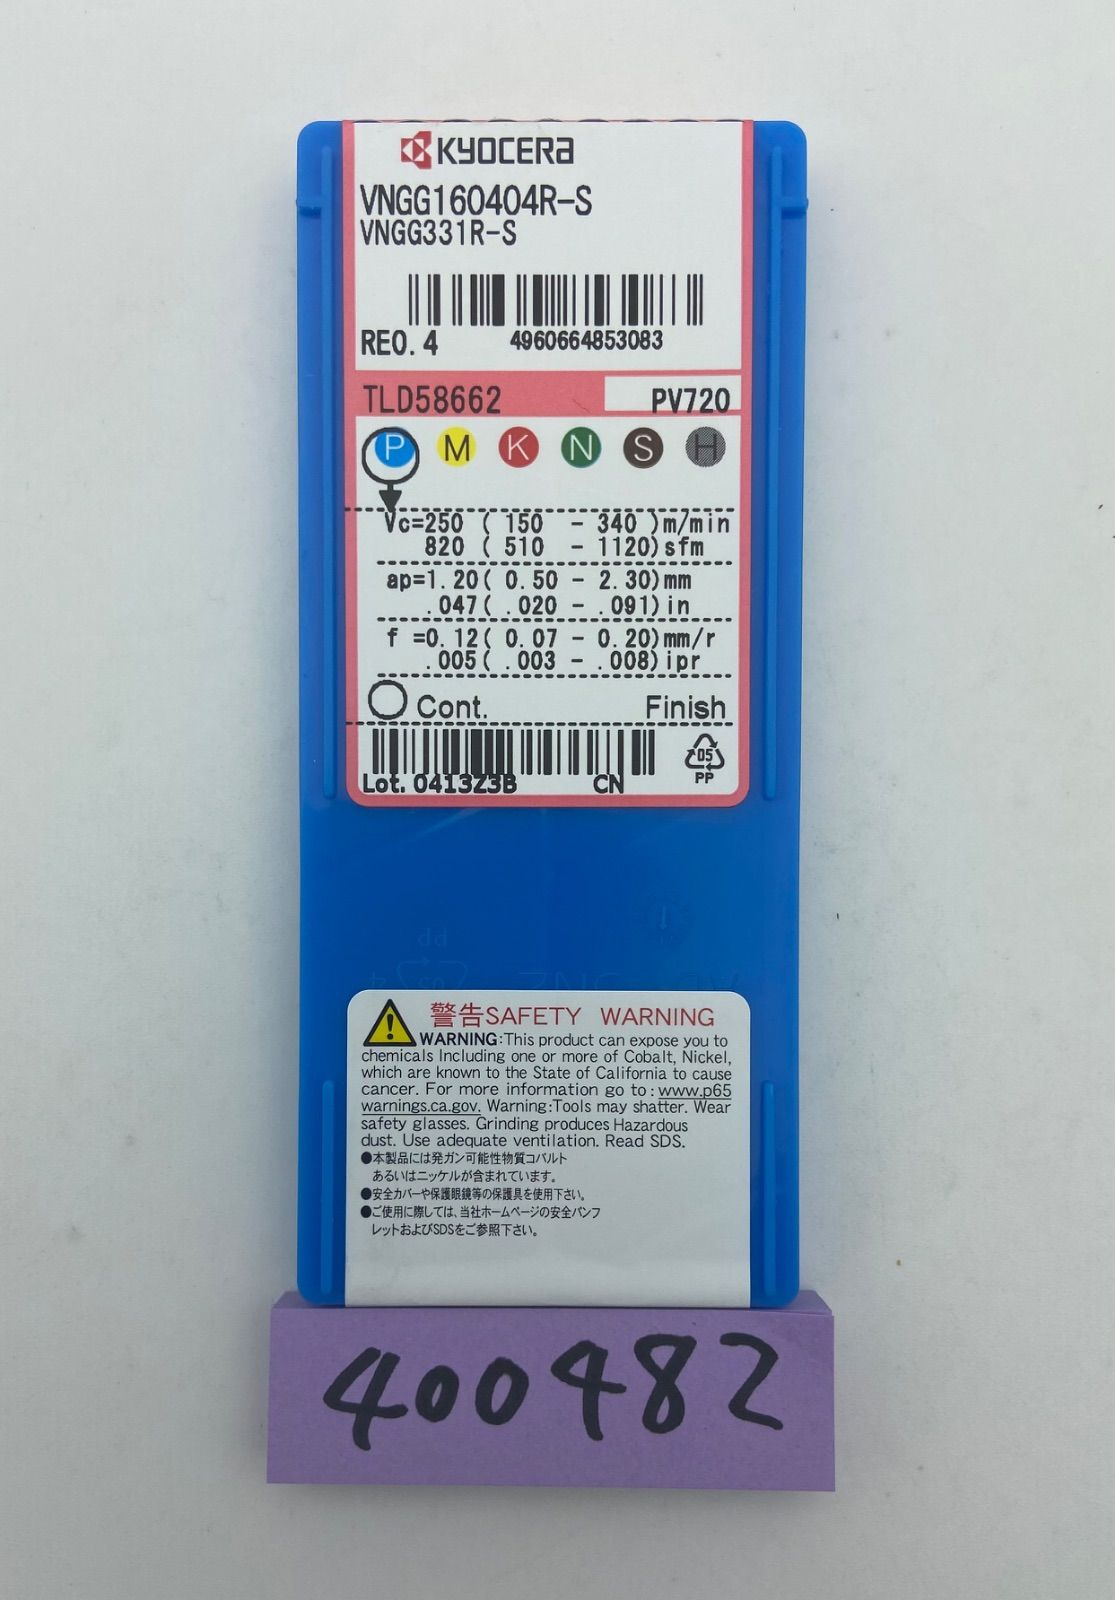 KYOCERA
VNGG160404R-S
VNGG331R-S
RE0.4 4960664853083
TLD58662 PV720
P M K N S H
Vc=250 ( 150 - 340 )m/min
820 ( 510 - 1120)sfm
ap=1.20( 0.50 - 2.30)mm
.047( .020 - .091)in
f =0.12( 0.07 - 0.20)mm/r
.005( .003 - .008)ipr
Cont. Finish
05
PP
Lot. 0413Z3B CN
PP
警告SAFETY WARNING
WARNING:This product can expose you to
chemicals Including one or more of Cobalt, Nickel,
which are known to the State of California to cause
cancer. For more information go to : www.p65
warnings.ca.gov. Warning:Tools may shatter. Wear
safety glasses. Grinding produces Hazardous
dust. Use adequate ventilation. Read SDS.
●本製品には発ガン可能性物質コバルト
あるいはニッケルが含まれています。
●安全カバーや保護眼鏡等の保護具を使用下さい。
●ご使用に際しては、当社ホームページの安全パンフ
レットおよびSDSをご参照下さい。
400482